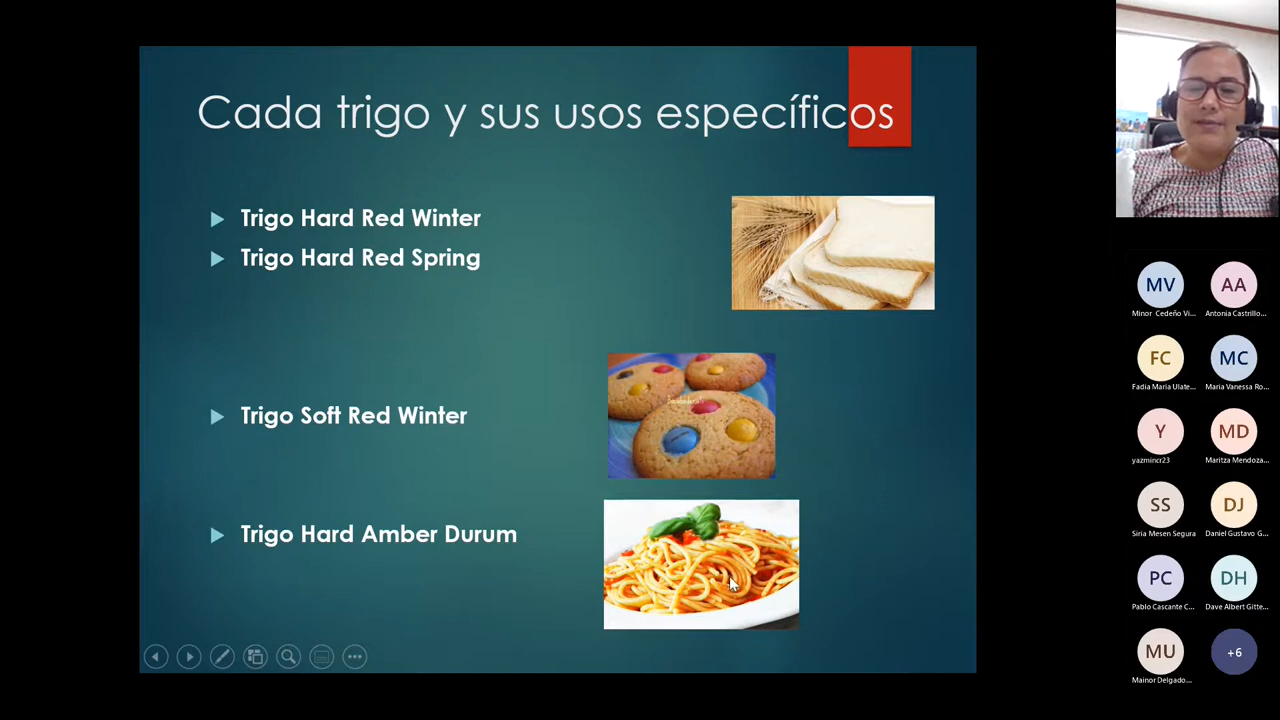 Cada trigo y sus usos específicos
Trigo Hard Red Winter
Trigo Hard Red Spring
Trigo Soft Red Winter
Trigo Hard Amber Durum
MV
Minor Cedeño Vi...
AA
Antonia Castrillo...
FC
Fadia Maria Ulate...
MC
Maria Vanessa Ro...
Y
yazmincr23
MD
Maritza Mendoza...
SS
Siria Mesen Segura
DJ
Daniel Gustavo G...
PC
Pablo Cascante C...
DH
Dave Albert Gitte...
MU
Mainor Delgado...
+6